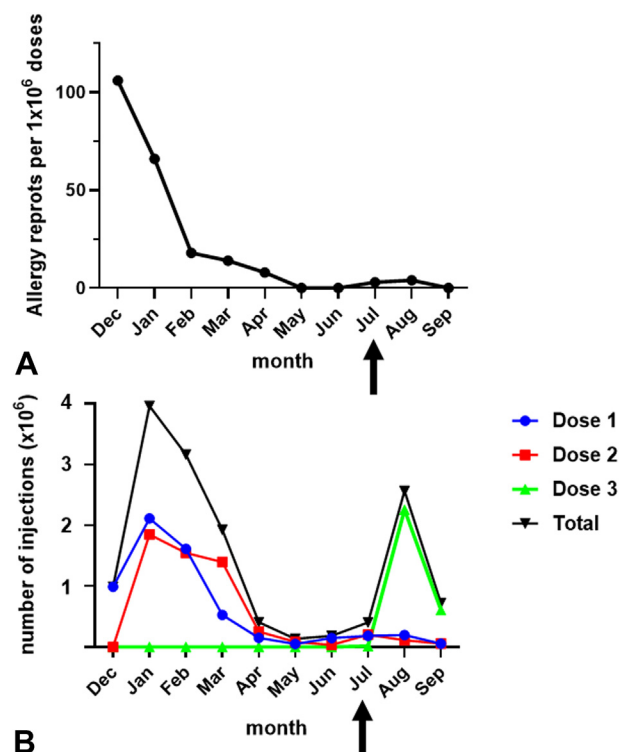 Allergy reprots per 1x10⁶ doses
100
50
0
Dec Jan Feb Mar Apr May Jun Jul Aug Sep
month
A
number of injections (x10⁶)
4
3
2
1
Dec Jan Feb Mar Apr May Jun Jul Aug Sep
month
B
Dose 1
Dose 2
Dose 3
Total